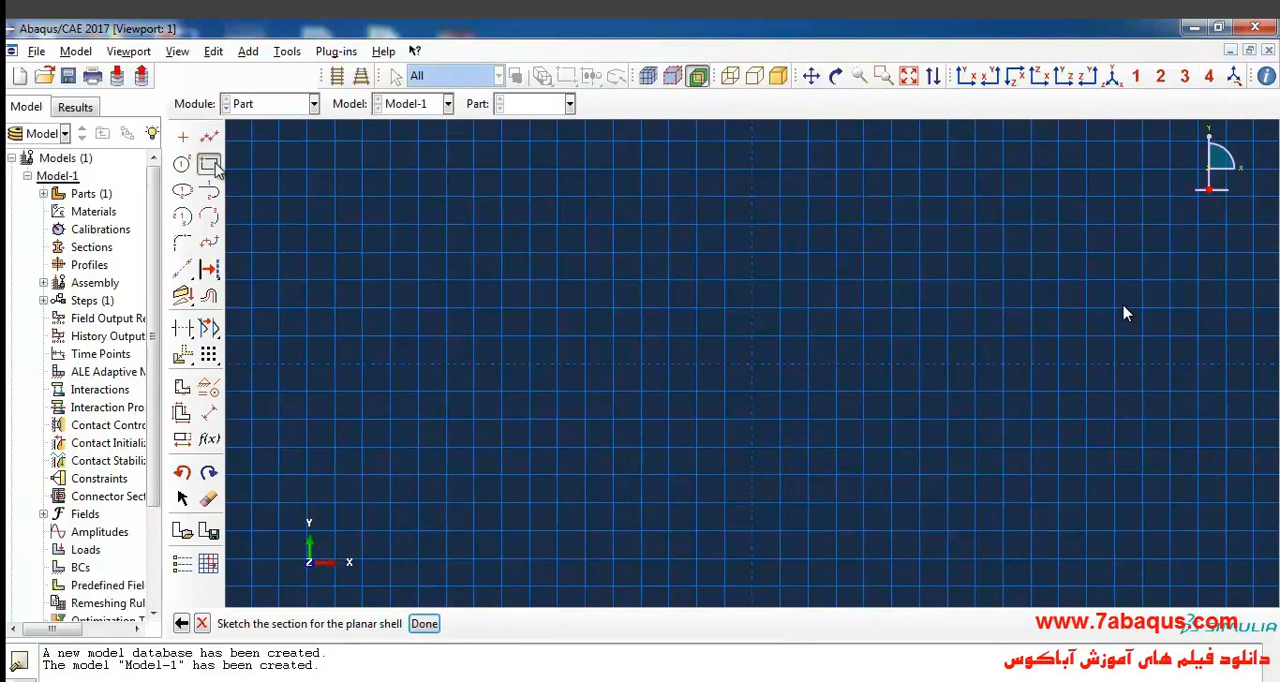 Abaqus/CAE 2017 [Viewport: 1]
File Model Viewport View Edit Add Tools Plug-ins Help
All 1 2 3 4
Model Results Module: Part Model: Model-1 Part:
Model
Models (1)
Model-1
Parts (1)
Materials
Calibrations
Sections
Profiles
Assembly
Steps (1)
Field Output Re
History Output
Time Points
ALE Adaptive M
Interactions
Interaction Pro
Contact Contro
Contact Initiali
Contact Stabiliz
Constraints
Connector Sect
Fields
Amplitudes
Loads
BCs
Predefined Fiel
Remeshing Rul
Y
X
Y
Z X
f(x)
Sketch the section for the planar shell Done
www.7abaqus.com
SIMULIA
A new model database has been created.
The model "Model-1" has been created.
دانلود فیلم های آموزش آباکوس